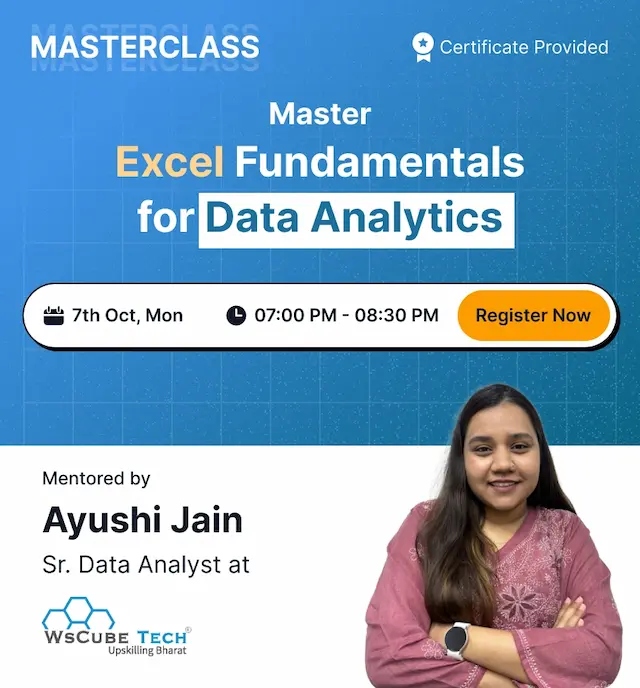 MASTERCLASS
Certificate Provided
Master
Excel Fundamentals
for Data Analytics
7th Oct, Mon
07:00 PM - 08:30 PM
Register Now
Mentored by
Ayushi Jain
Sr. Data Analyst at
WsCube Tech®
Upskilling Bharat